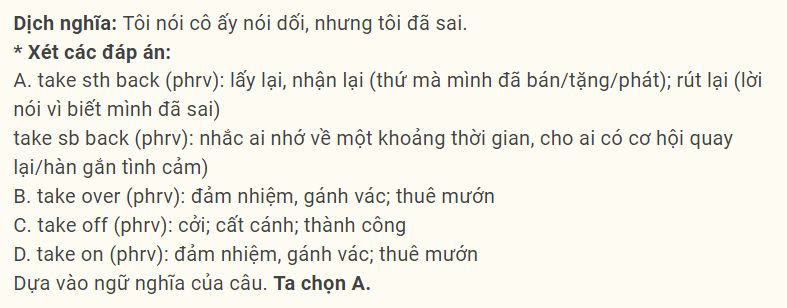 Dịch nghĩa: Tôi nói cô ấy nói dối, nhưng tôi đã sai.
* Xét các đáp án:
A. take sth back (phrv): lấy lại, nhận lại (thứ mà mình đã bán/tặng/phát); rút lại (lời
nói vì biết mình đã sai)
take sb back (phrv): nhắc ai nhớ về một khoảng thời gian, cho ai có cơ hội quay
lại/hàn gắn tình cảm)
B. take over (phrv): đảm nhiệm, gánh vác; thuê mướn
C. take off (phrv): cởi; cất cánh; thành công
D. take on (phrv): đảm nhiệm, gánh vác; thuê mướn
Dựa vào ngữ nghĩa của câu. Ta chọn A.